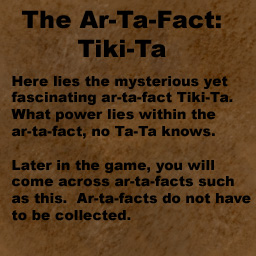 The Ar-Ta-Fact:
Tiki-Ta
Here lies the mysterious yet
fascinating ar-ta-fact Tiki-Ta.
What power lies within the
ar-ta-fact, no Ta-Ta knows.
Later in the game, you will
come across ar-ta-facts such
as this.  Ar-ta-facts do not have
to be collected.